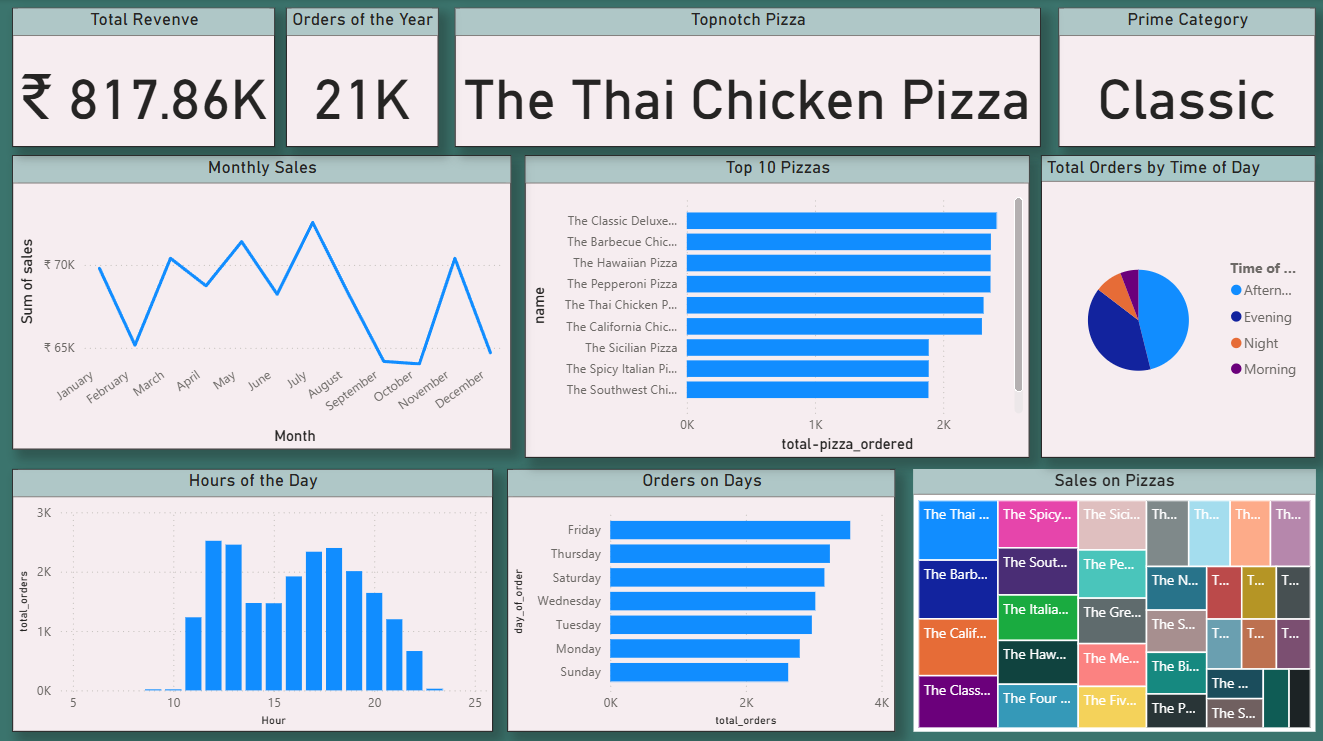 Total Revenve
Orders of the Year
Topnotch Pizza
Prime Category
₹ 817.86K
21K
The Thai Chicken Pizza
Classic
Monthly Sales
Sum of sales
₹ 70K
₹ 65K
January
February
March
April
May
June
July
August
September
October
November
December
Month
Top 10 Pizzas
name
The Classic Deluxe...
The Barbecue Chic...
The Hawaiian Pizza
The Pepperoni Pizza
The Thai Chicken P...
The California Chic...
The Sicilian Pizza
The Spicy Italian Pi...
The Southwest Chi...
0K
1K
2K
total-pizza_ordered
Total Orders by Time of Day
Time of ...
Aftern...
Evening
Night
Morning
Hours of the Day
total_orders
3K
2K
1K
0K
5
10
15
20
25
Hour
Orders on Days
day_of_order
Friday
Thursday
Saturday
Wednesday
Tuesday
Monday
Sunday
0K
2K
4K
total_orders
Sales on Pizzas
The Thai ...
The Barb...
The Calif...
The Class...
The Spicy...
The Sout...
The Italia...
The Haw...
The Four ...
The Sici...
The Pe...
The Gre...
The Me...
The Fiv...
Th...
Th...
Th...
Th...
The N...
The S...
The Bi...
The P...
T...
T...
T...
T...
T...
T...
The ...
The S...